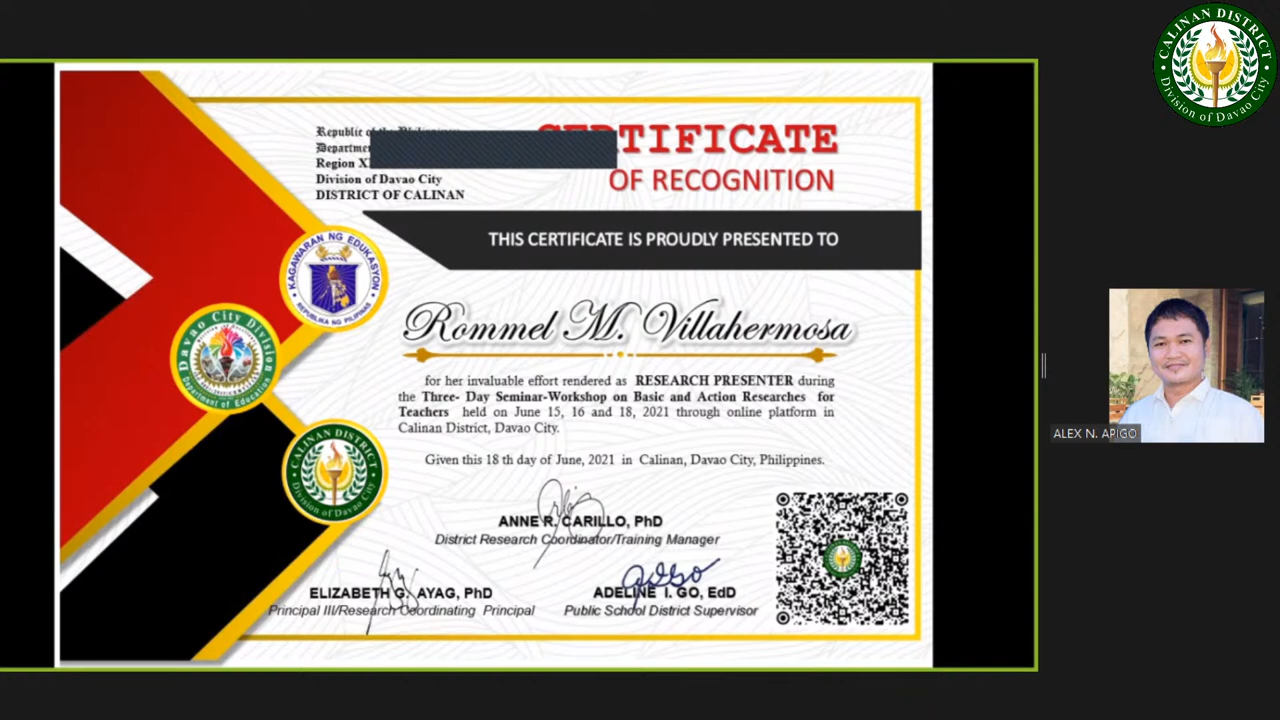 Republic of the Philippines
Departme
Region X
Division of Davao City
DISTRICT OF CALINAN
CERTIFICATE
OF RECOGNITION
THIS CERTIFICATE IS PROUDLY PRESENTED TO
Rommel M. Villahermosa
for her invaluable effort rendered as RESEARCH PRESENTER during
the Three- Day Seminar-Workshop on Basic and Action Researches for
Teachers held on June 15, 16 and 18, 2021 through online platform in
Calinan District, Davao City.
Given this 18 th day of June, 2021 in Calinan, Davao City, Philippines.
ANNE R. CARILLO, PhD
District Research Coordinator/Training Manager
ELIZABETH G. AYAG, PhD
Principal III/Research Coordinating Principal
ADELINE I. GO, EdD
Public School District Supervisor
KAGAWARAN NG EDUKASYON
REPUBLIKA NG PILIPINAS
Davao City Division
Department of Education
CALINAN DISTRICT
Division of Davao City
CALINAN DISTRICT
Division of Davao City
ALEX N. APIGO